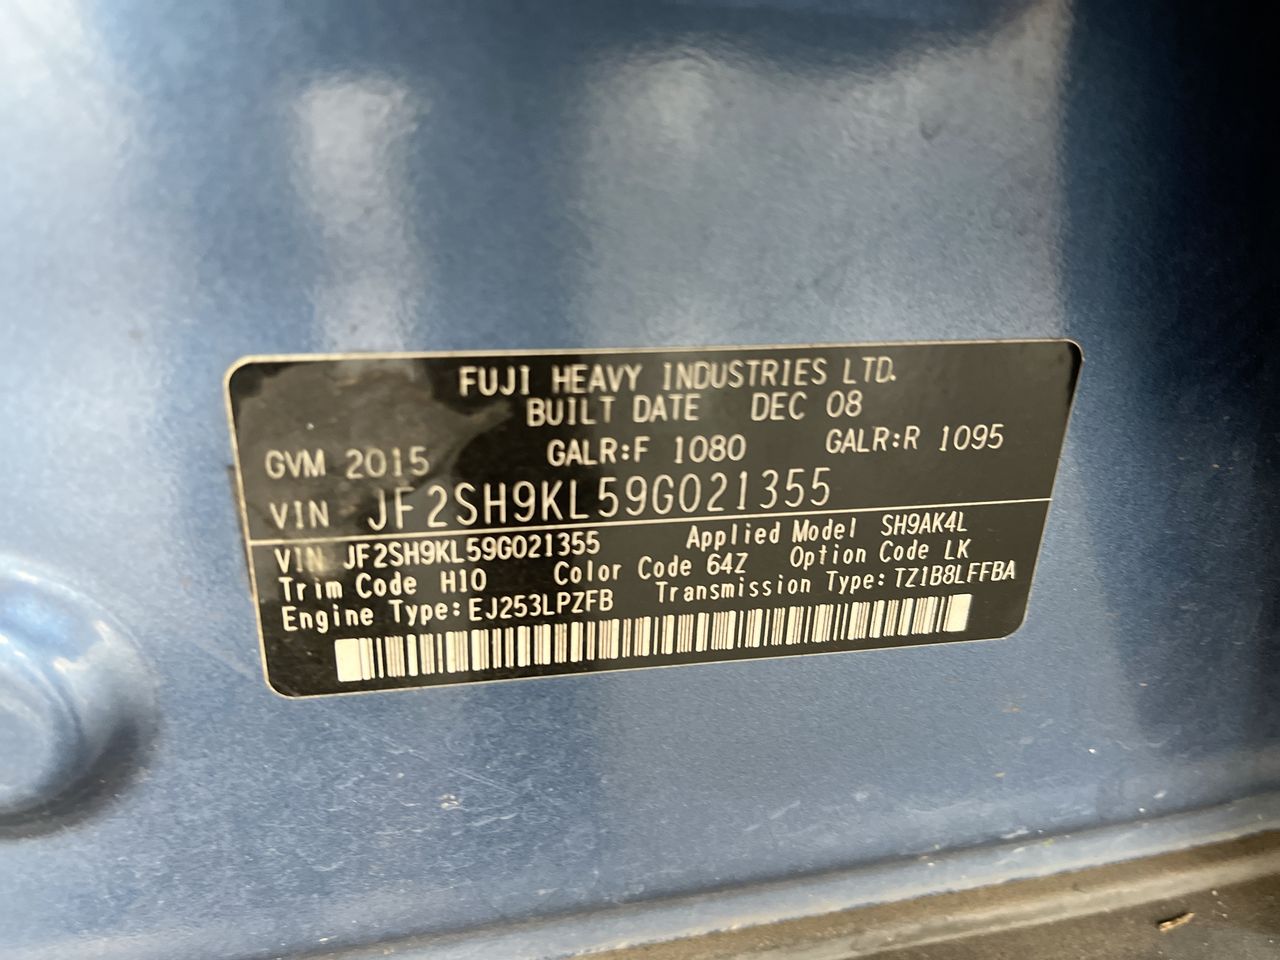 FUJI HEAVY INDUSTRIES LTD.
BUILT DATE DEC 08
GVM 2015 GALR:F 1080 GALR:R 1095
VIN JF2SH9KL59G021355
VIN JF2SH9KL59G021355 Applied Model SH9AK4L
Trim Code H10 Color Code 64Z Option Code LK
Engine Type: EJ253LPZFB Transmission Type: TZ1B8LFFBA